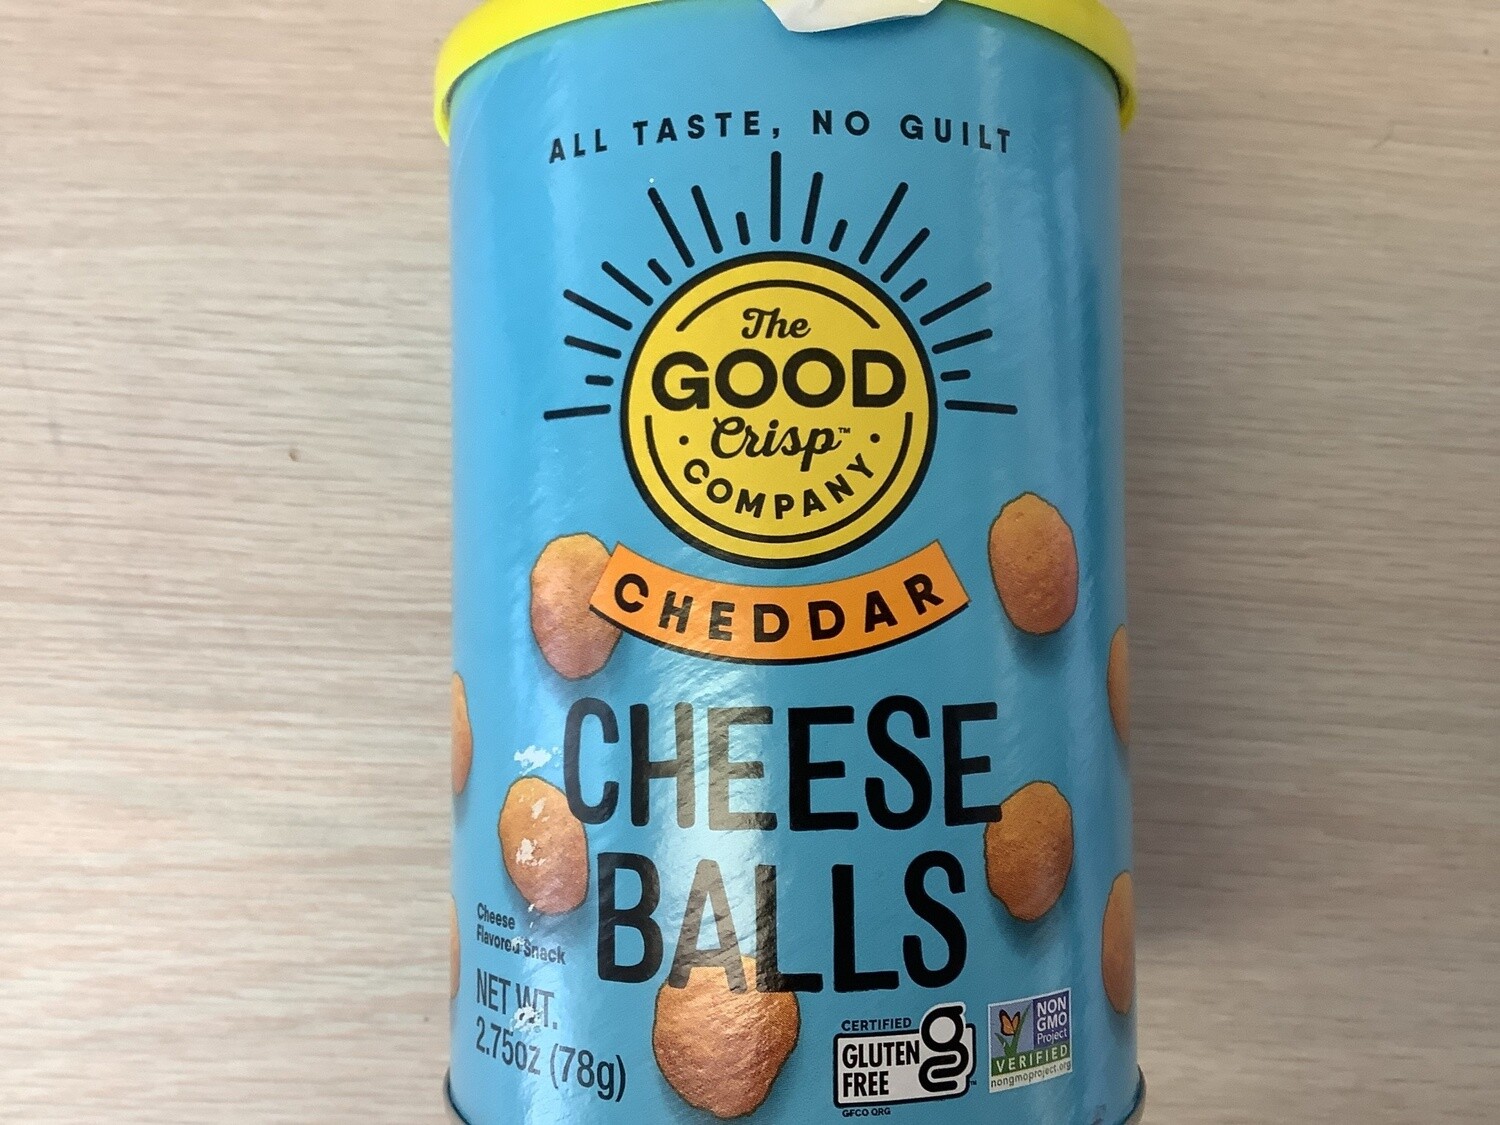 ALL TASTE, NO GUILT
The
GOOD
Crisp™
COMPANY
CHEDDAR
CHEESE
BALLS
Cheese
Flavored Snack
NET WT.
2.75oz (78g)
CERTIFIED
GLUTEN
FREE
g™
GFCO ORG
NON
GMO
Project
VERIFIED
nongmoproject.org